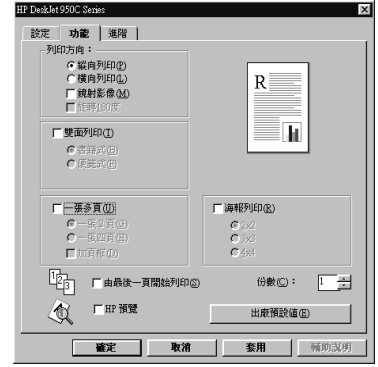 HP DeskJet 950C Series
設定 功能 進階
列印方向：
縱向列印(P)
橫向列印(L)
鏡射影像(M)
旋轉180度
R
雙面列印(T)
書籍式(B)
便箋式(E)
一張多頁(U)
一張2頁(G)
一張四頁(H)
加頁框(D)
海報列印(R)
2x2
3x3
4x4
1 2 3
由最後一頁開始列印(S)
份數(C)： 1
HP 預覽
出廠預設值(E)
確定 取消 套用 輔助說明